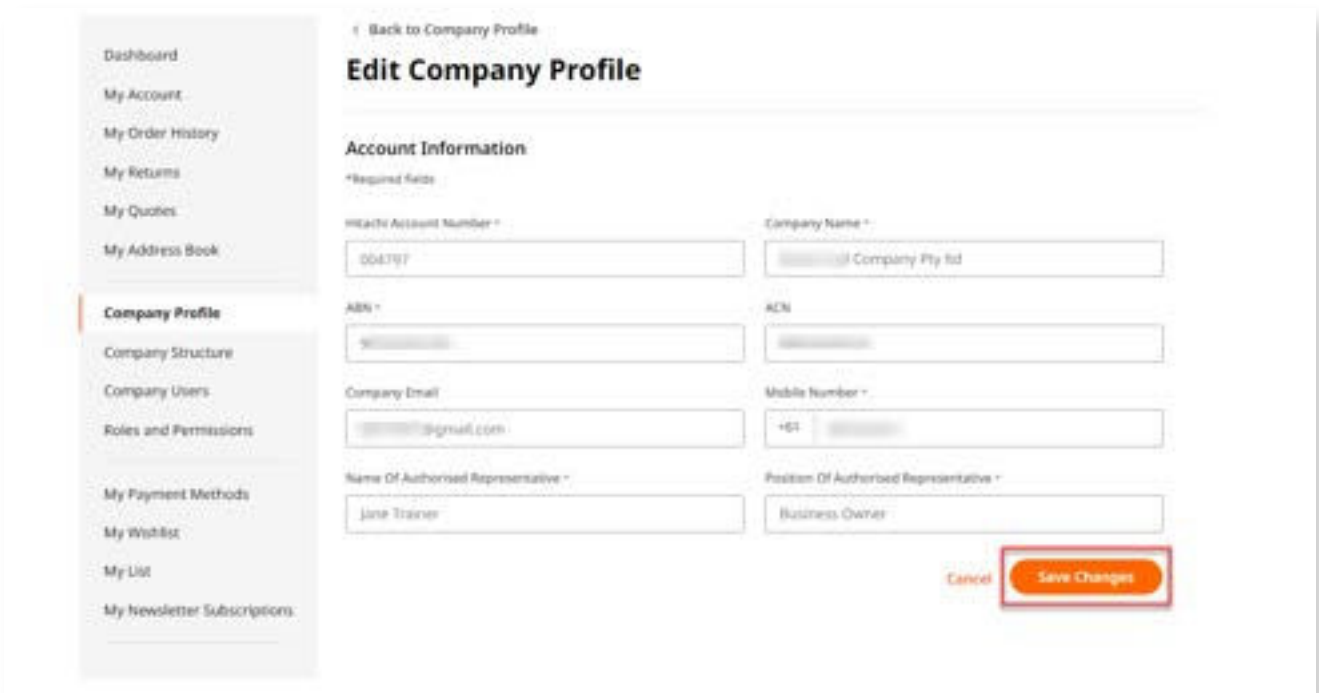 Dashboard
My Account
My Order History
My Returns
My Quotes
My Address Book
Company Profile
Company Structure
Company Users
Roles and Permissions
My Payment Methods
My Wishlist
My List
My Newsletter Subscriptions
‹ Back to Company Profile
Edit Company Profile
Account Information
*Required fields
Hitachi Account Number *
Company Name *
004797
Company Pty ltd
ABN *
ACN
Company Email
Mobile Number *
@gmail.com
+61
Name Of Authorised Representative *
Position Of Authorised Representative *
Jane Trainer
Business Owner
Cancel
Save Changes